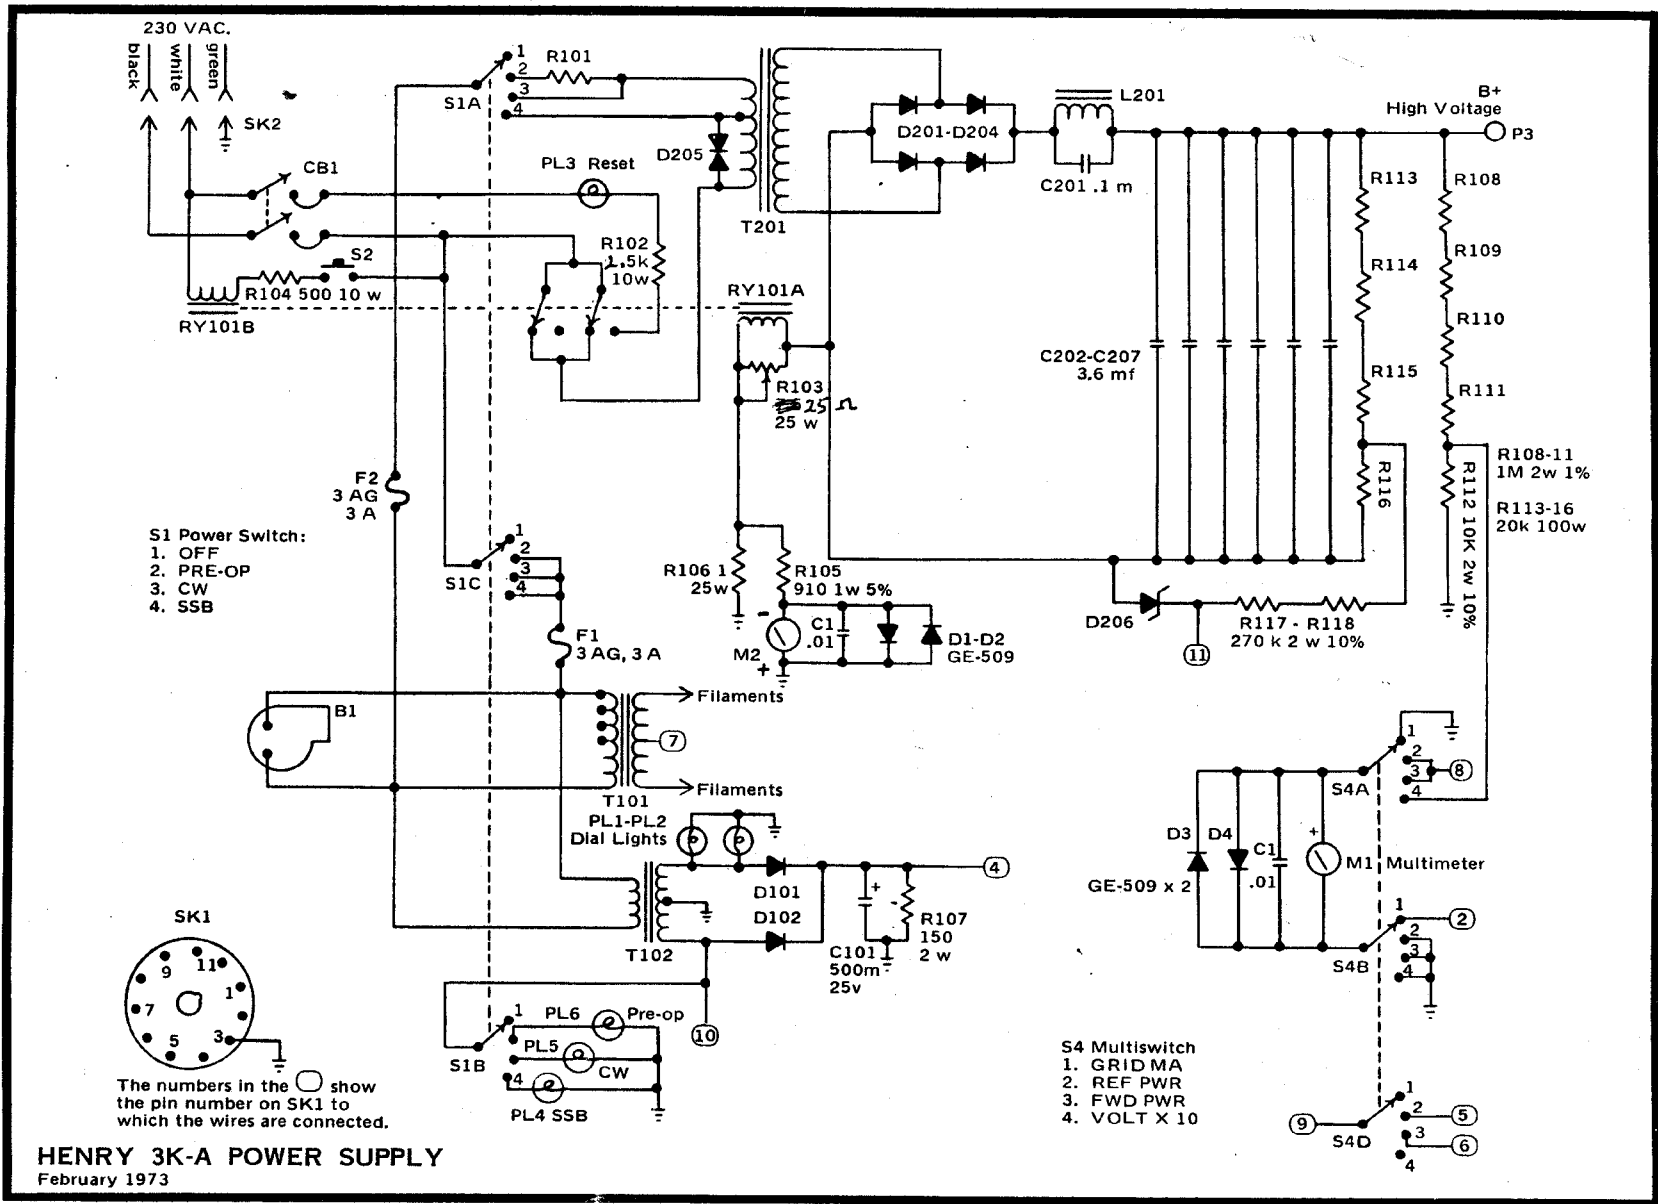 230 VAC.
black
white
green
SK2
CB1
S2
R104 500 10 w
RY101B
S1A
1
2
3
4
R101
D205
PL3 Reset
R102
1.5k
10w
T201
D201-D204
L201
C201 .1 m
B+
High Voltage
P3
RY101A
R103
25 Ω
25 w
C202-C207
3.6 mf
R113
R114
R115
R116
R108
R109
R110
R111
R112 10K 2w 10%
R108-11
1M 2w 1%
R113-16
20k 100w
F2
3 AG
3 A
S1 Power Switch:
1. OFF
2. PRE-OP
3. CW
4. SSB
S1C
1
2
3
4
F1
3 AG, 3 A
R106 1
25w
R105
910 1w 5%
-
M2
+
C1
.01
D1-D2
GE-509
D206
11
R117 - R118
270 k 2 w 10%
B1
Filaments
7
Filaments
T101
PL1-PL2
Dial Lights
D101
D102
T102
4
+
-
C101
500m
25v
R107
150
2 w
10
S1B
1
4
PL6
Pre-op
PL5
CW
PL4 SSB
SK1
9
11
1
7
5
3
The numbers in the show
the pin number on SK1 to
which the wires are connected.
HENRY 3K-A POWER SUPPLY
February 1973
S4A
1
2
3
4
8
D3
D4
C1
.01
GE-509 x 2
+
M1 Multimeter
S4B
1
2
3
4
2
S4 Multiswitch
1. GRID MA
2. REF PWR
3. FWD PWR
4. VOLT X 10
9
S4D
1
2
3
4
5
6